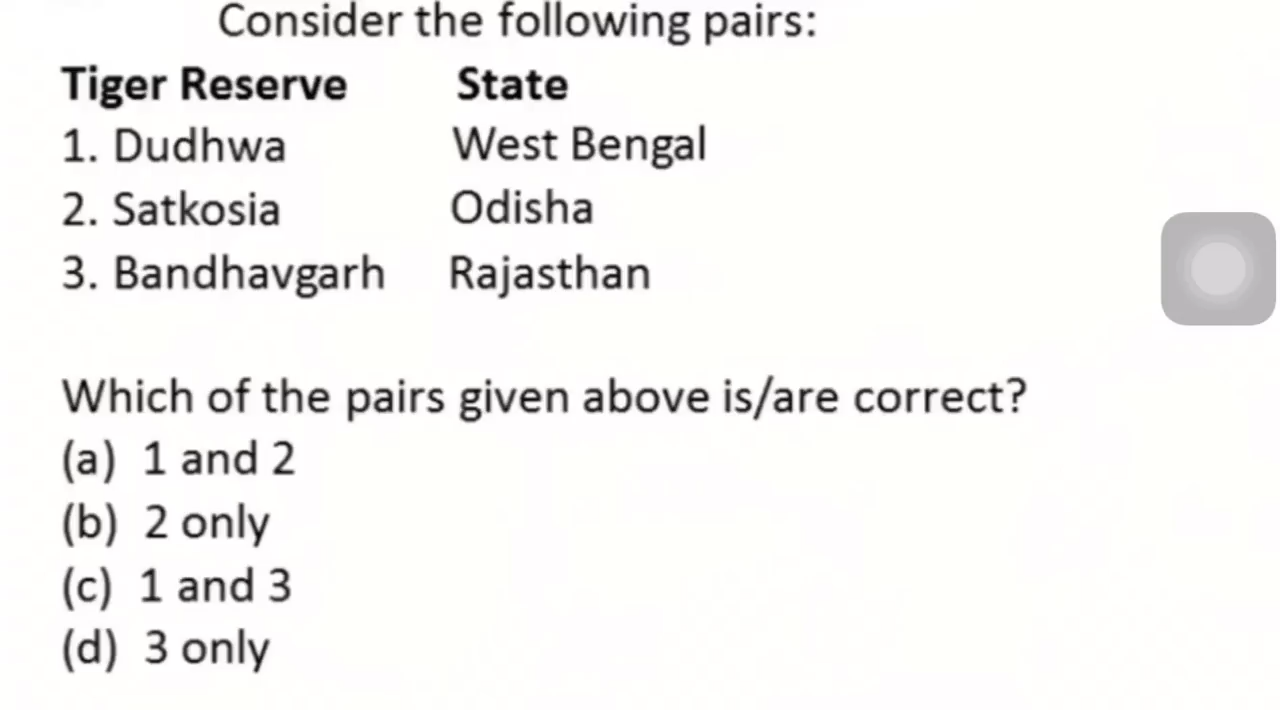 Consider the following pairs:
Tiger Reserve State
1. Dudhwa West Bengal
2. Satkosia Odisha
3. Bandhavgarh Rajasthan
Which of the pairs given above is/are correct?
(a) 1 and 2
(b) 2 only
(c) 1 and 3
(d) 3 only